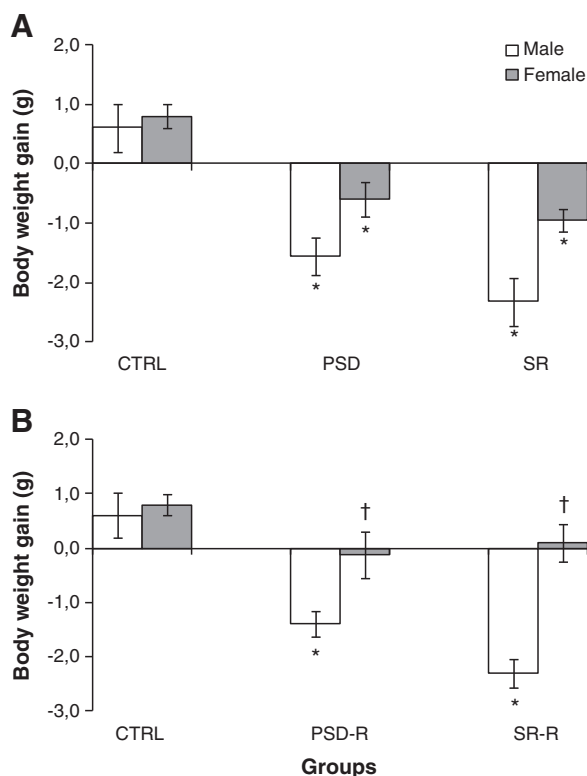 A
Male
Female
Body weight gain (g)
2,0
1,0
0,0
-1,0
-2,0
-3,0
* * * *
CTRL PSD SR
B
Body weight gain (g)
2,0
1,0
0,0
-1,0
-2,0
-3,0
† †
* *
CTRL PSD-R SR-R
Groups